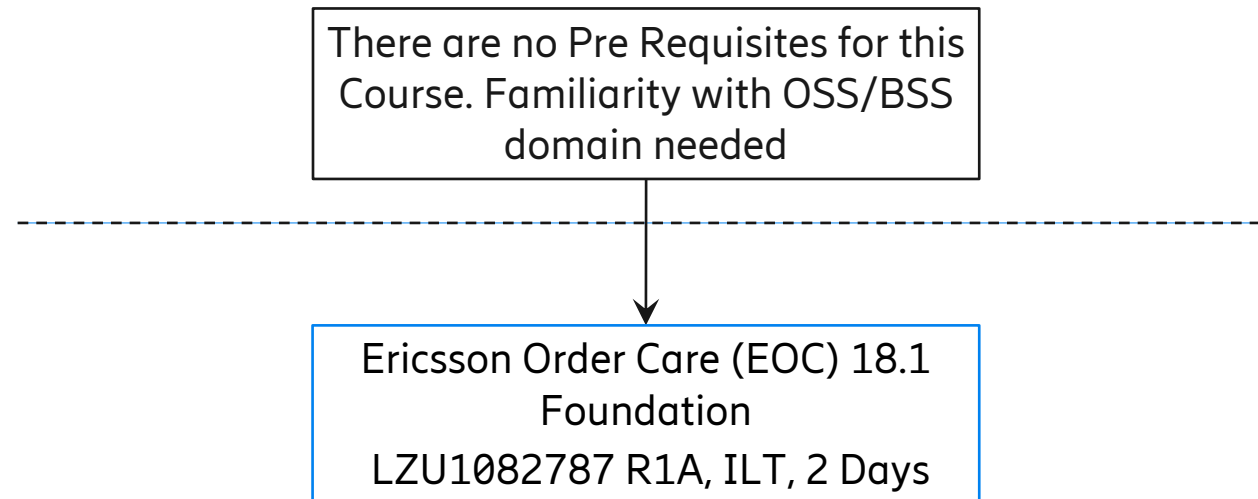 There are no Pre Requisites for this
Course. Familiarity with OSS/BSS
domain needed
Ericsson Order Care (EOC) 18.1
Foundation
LZU1082787 R1A, ILT, 2 Days